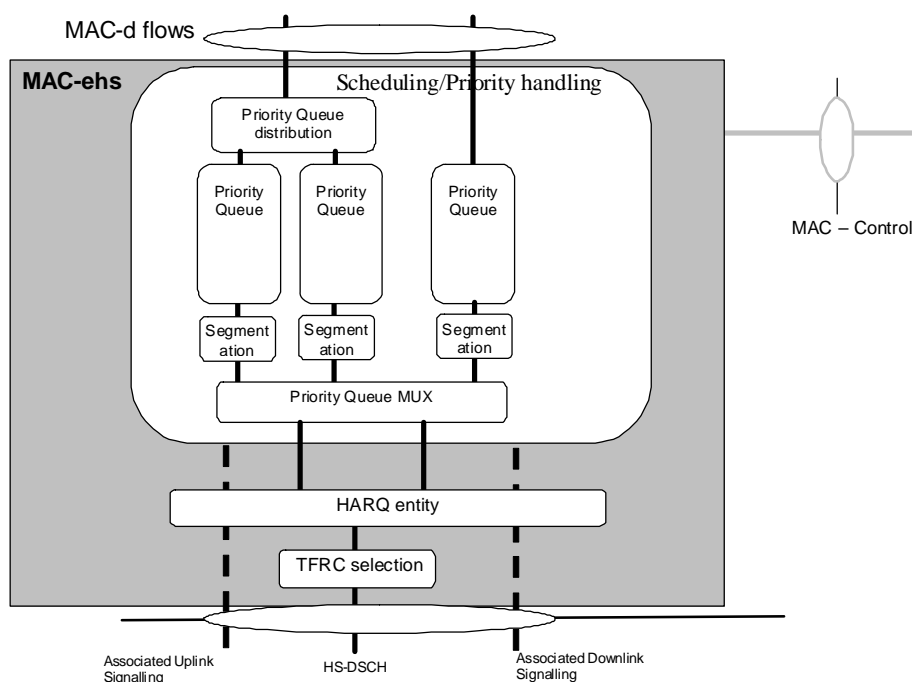 MAC-d flows
MAC-ehs
Scheduling/Priority handling
Priority Queue
distribution
Priority
Queue
Priority
Queue
Priority
Queue
MAC – Control
Segment
ation
Segment
ation
Segment
ation
Priority Queue MUX
HARQ entity
TFRC selection
Associated Uplink
Signalling
HS-DSCH
Associated Downlink
Signalling